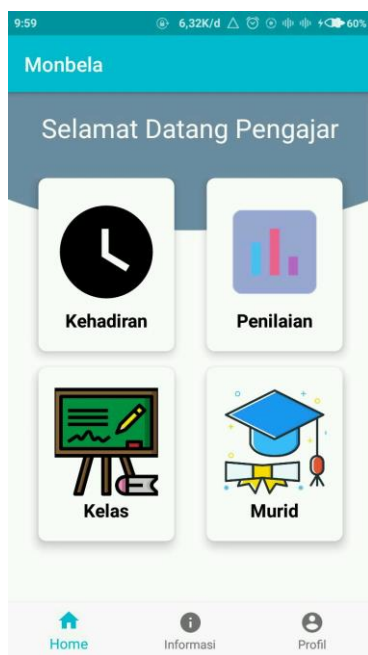 9:59 6,32K/d 60%
Monbela
Selamat Datang Pengajar
Kehadiran Penilaian
Kelas Murid
Home Informasi Profil